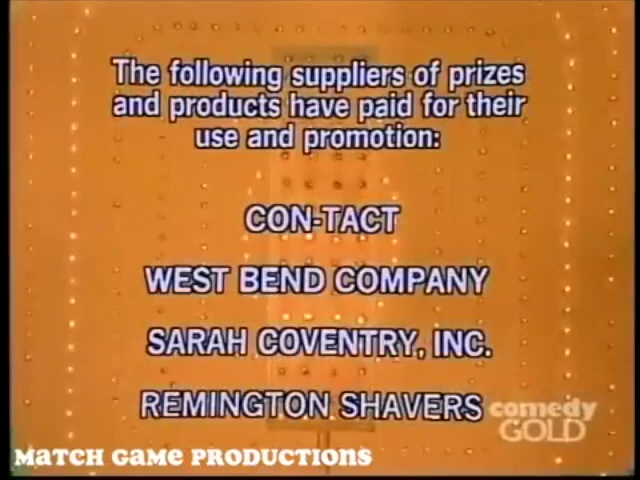 The following suppliers of prizes
and products have paid for their
use and promotion:
CON-TACT
WEST BEND COMPANY
SARAH COVENTRY, INC.
REMINGTON SHAVERS
comedy
GOLD
MATCH GAME PRODUCTIONS